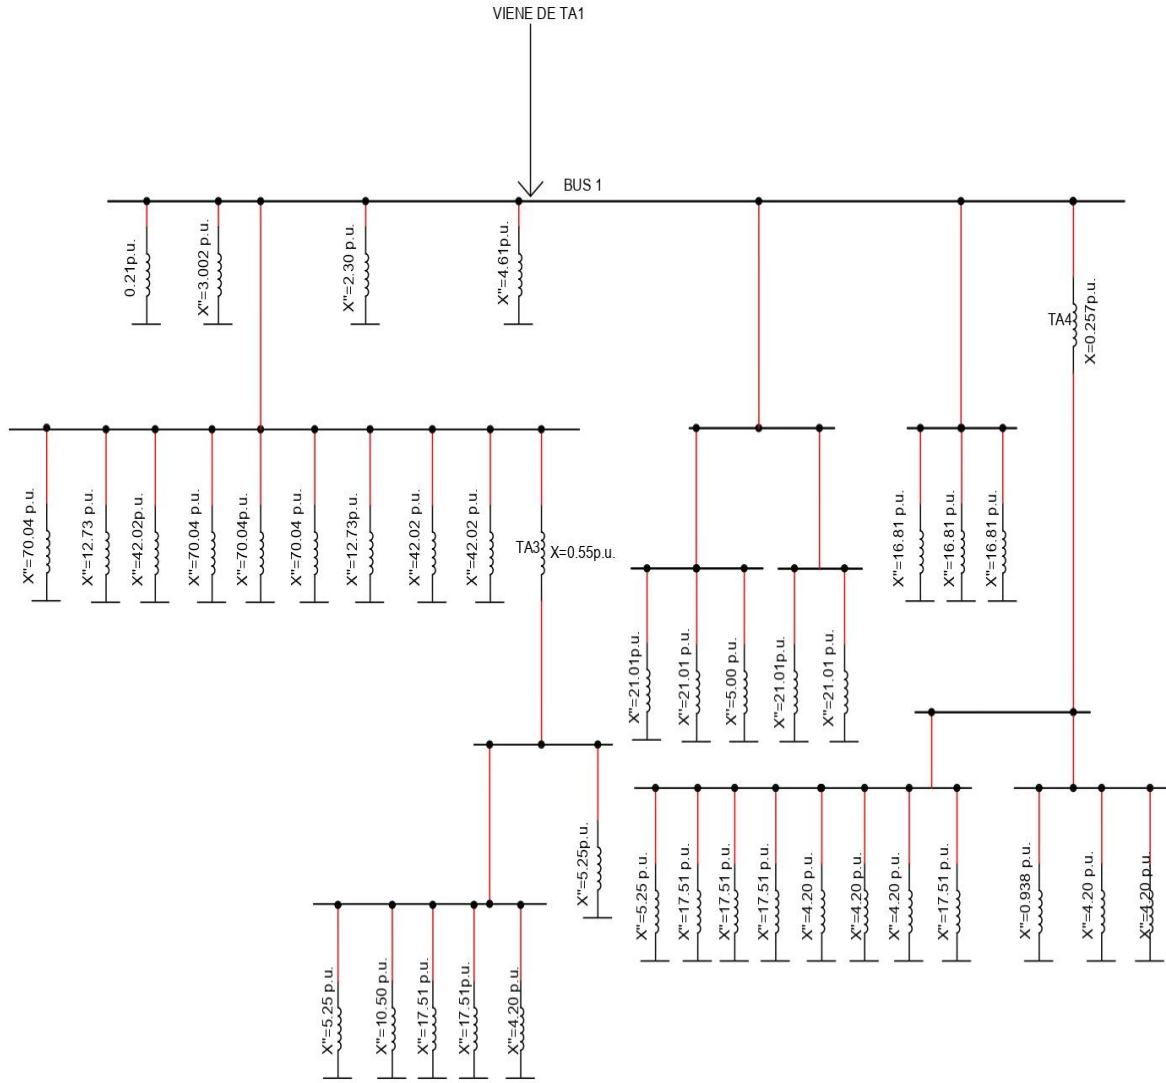 VIENE DE TA1
BUS 1
0.21p.u.
X"=3.002 p.u.
X"=2.30 p.u.
X"=4.61p.u.
TA4
X=0.257p.u.
X"=70.04 p.u.
X"=12.73 p.u.
X"=42.02p.u.
X"=70.04 p.u.
X"=70.04p.u.
X"=70.04 p.u.
X"=12.73p.u.
X"=42.02 p.u.
X"=42.02 p.u.
TA3
X=0.55p.u.
X"=16.81 p.u.
X"=16.81 p.u.
X"=16.81 p.u.
X"=21.01p.u.
X"=21.01 p.u.
X"=5.00 p.u.
X"=21.01p.u.
X"=21.01 p.u.
X"=5.25p.u.
X"=5.25 p.u.
X"=17.51 p.u.
X"=17.51 p.u.
X"=17.51 p.u.
X"=4.20 p.u.
X"=4.20 p.u.
X"=4.20 p.u.
X"=17.51 p.u.
X"=0.938 p.u.
X"=4.20 p.u.
X"=4.20 p.u.
X"=5.25 p.u.
X"=10.50 p.u.
X"=17.51 p.u.
X"=17.51p.u.
X"=4.20 p.u.